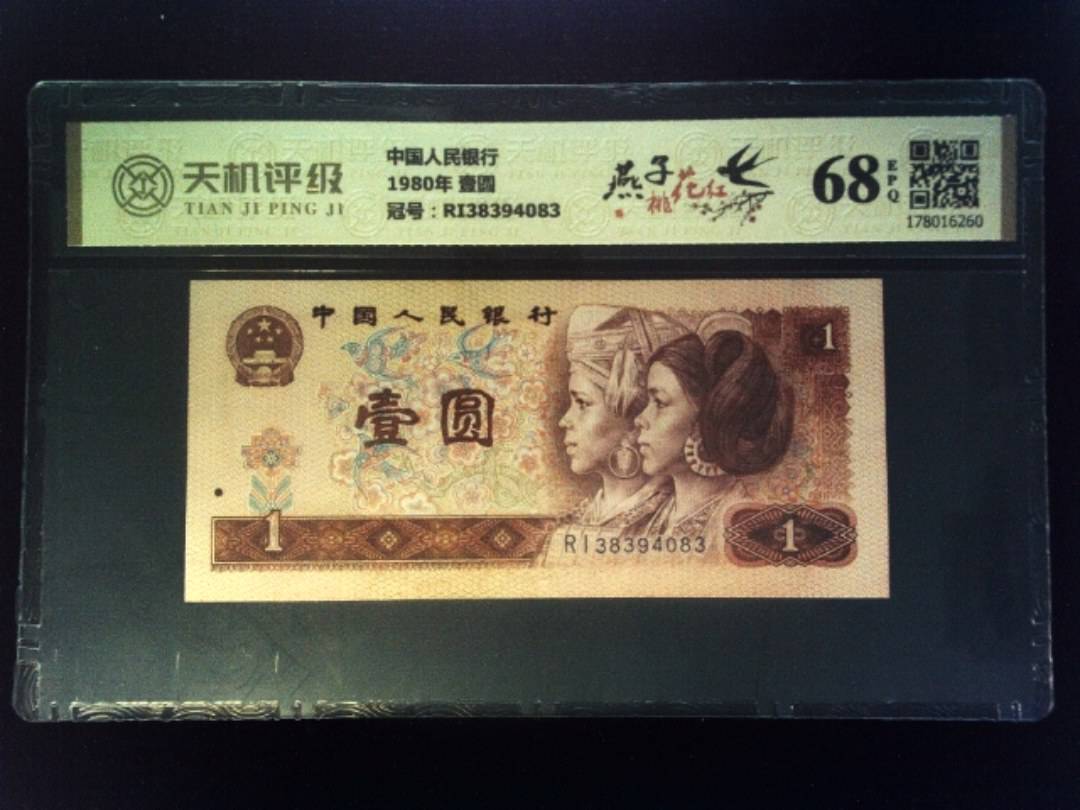 天机评级
TIAN JI PING JI
中国人民银行
1980年 壹圆
冠号：RI38394083
燕子
桃花红
68
EPQ
178016260
中国人民银行
1
壹圆
1
RI38394083
1